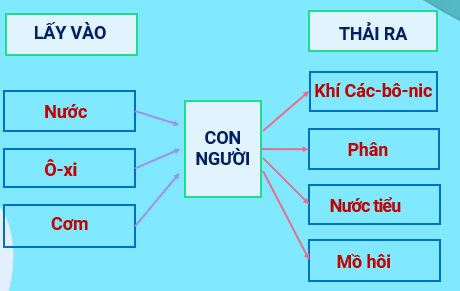 LẤY VÀO
THẢI RA
Nước
Ô-xi
Cơm
CON
NGƯỜI
Khí Các-bô-nic
Phân
Nước tiểu
Mồ hôi